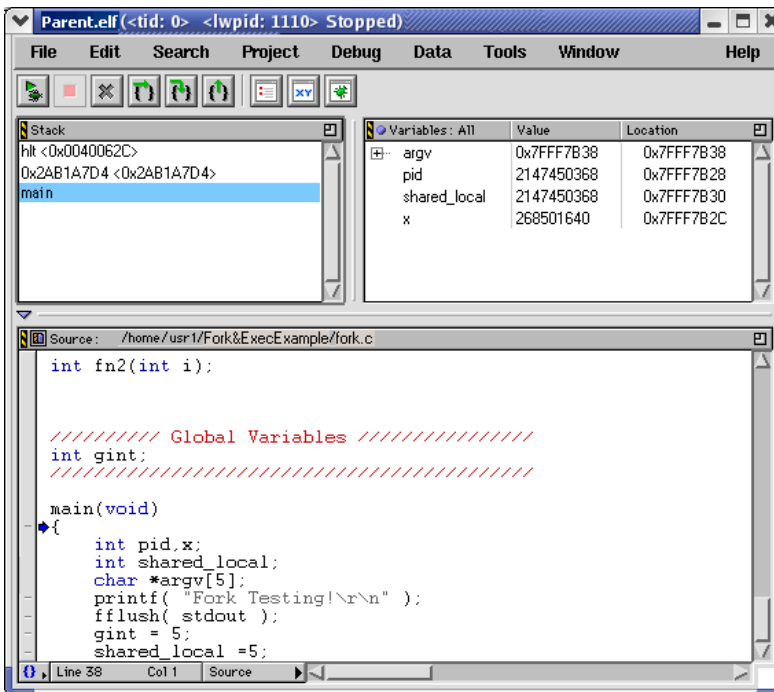 Parent.elf (<tid: 0> <lwpid: 1110> Stopped)
File Edit Search Project Debug Data Tools Window Help
XY
Stack
hlt <0x0040062C>
0x2AB1A7D4 <0x2AB1A7D4>
main
Variables: All Value Location
argv 0x7FFF7B38 0x7FFF7B38
pid 2147450368 0x7FFF7B28
shared_local 2147450368 0x7FFF7B30
x 268501640 0x7FFF7B2C
Source: /home/usr1/Fork&ExecExample/fork.c
int fn2(int i);
////////// Global Variables ////////////////
int gint;
////////////////////////////////////////////
main(void)
{
int pid,x;
int shared_local;
char *argv[5];
printf( "Fork Testing!\r\n" );
fflush( stdout );
gint = 5;
shared_local =5;
{} Line 38 Col 1 Source